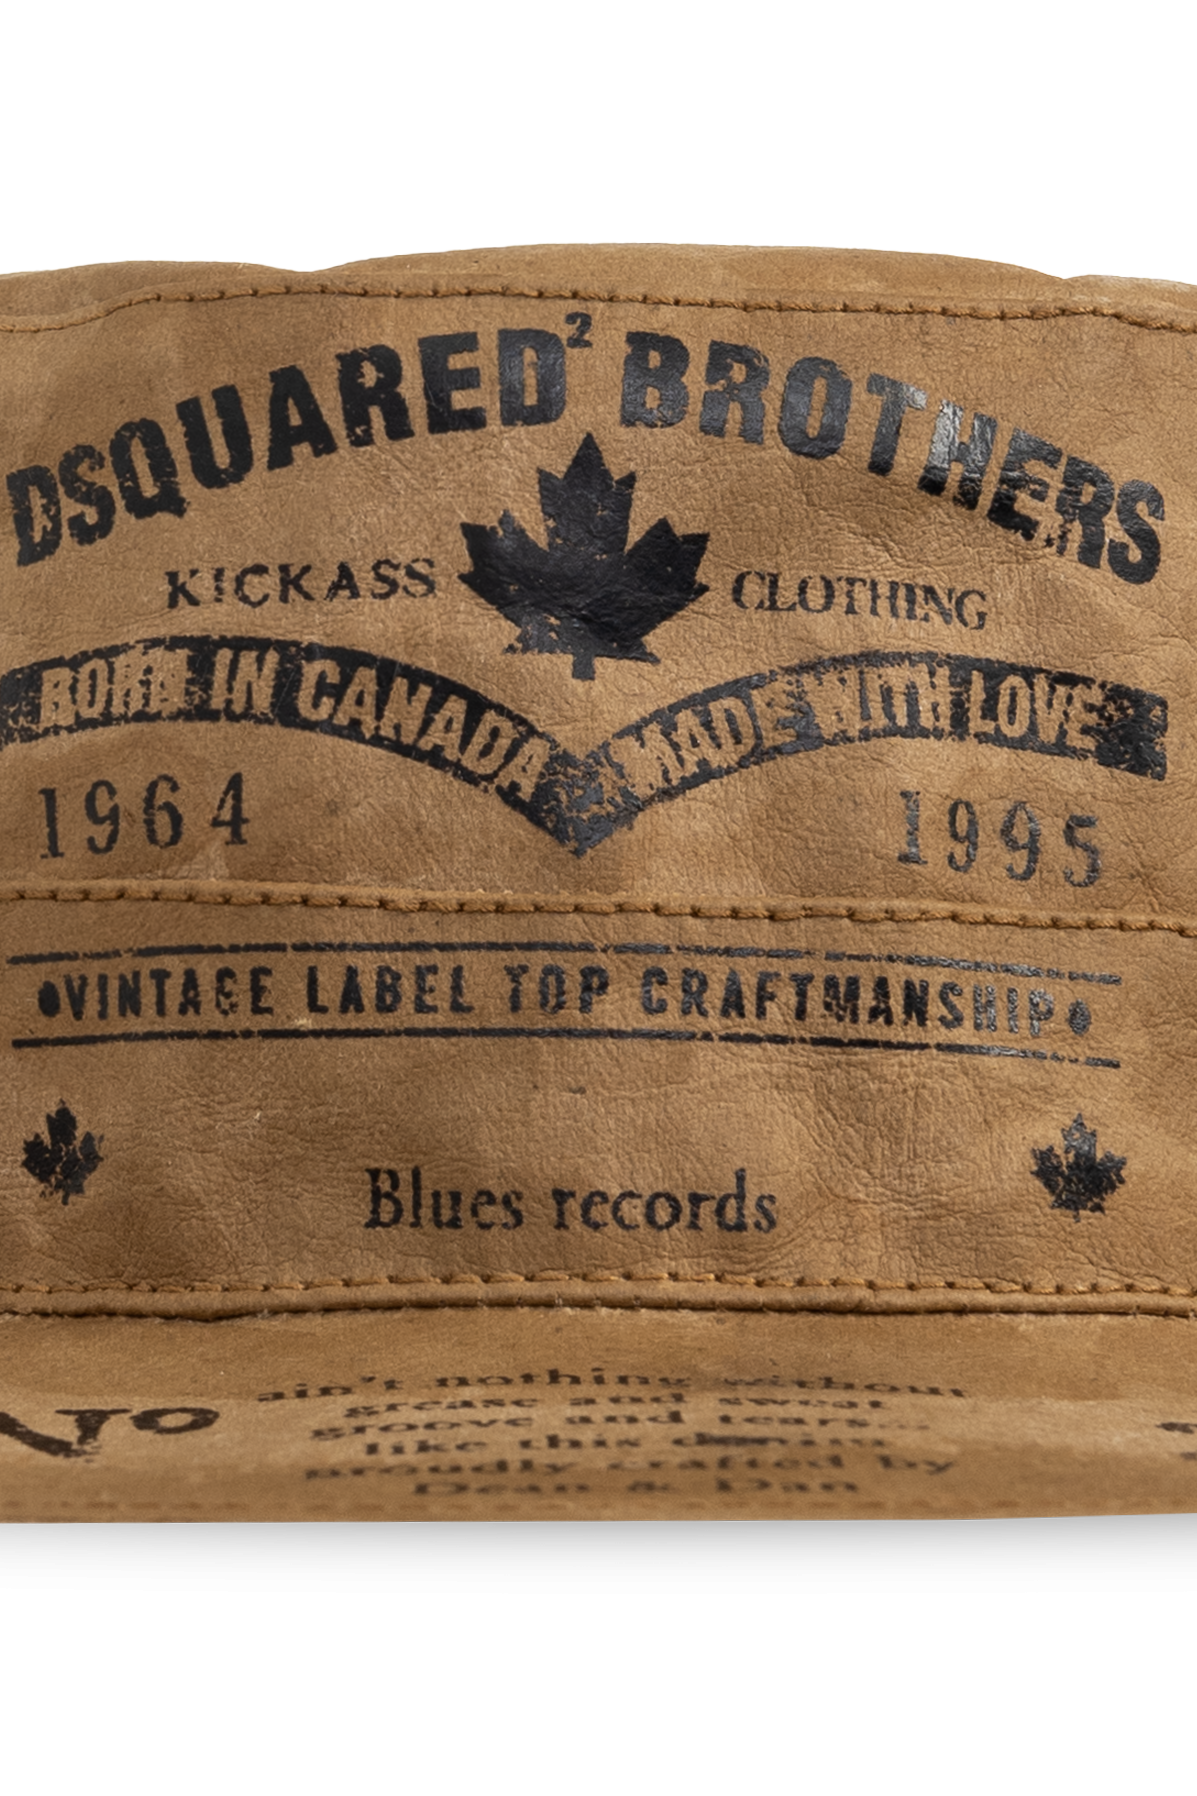 DSQUARED² BROTHERS
KICKASS CLOTHING
BORN IN CANADA MADE WITH LOVE
1964 1995
VINTAGE LABEL TOP CRAFTMANSHIP
Blues records
ain't nothing without
grease and sweat
groove and tears...
like this denim
proudly crafted by
Dean & Dan